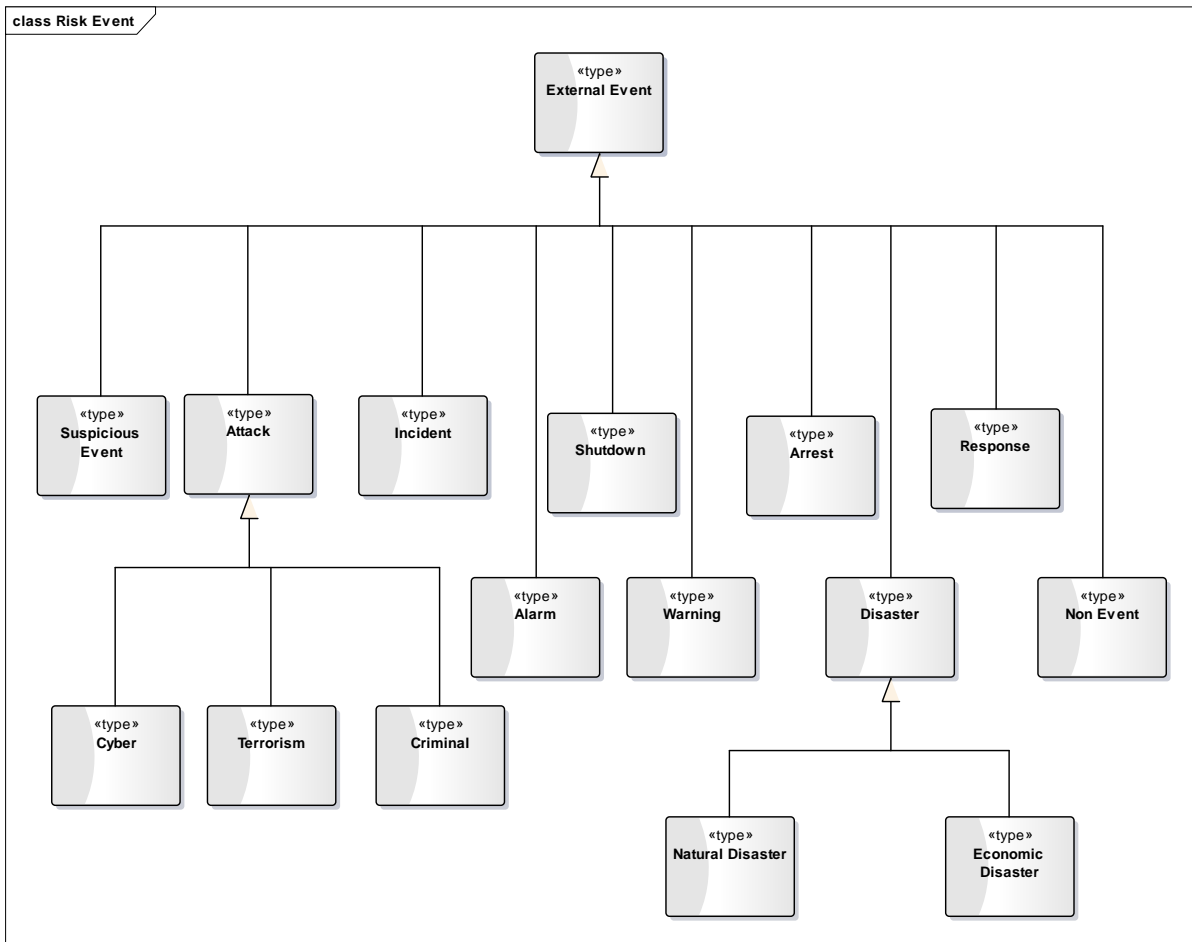 class Risk Event
«type»
External Event
«type»
Suspicious
Event
«type»
Attack
«type»
Incident
«type»
Shutdown
«type»
Arrest
«type»
Response
«type»
Alarm
«type»
Warning
«type»
Disaster
«type»
Non Event
«type»
Cyber
«type»
Terrorism
«type»
Criminal
«type»
Natural Disaster
«type»
Economic
Disaster